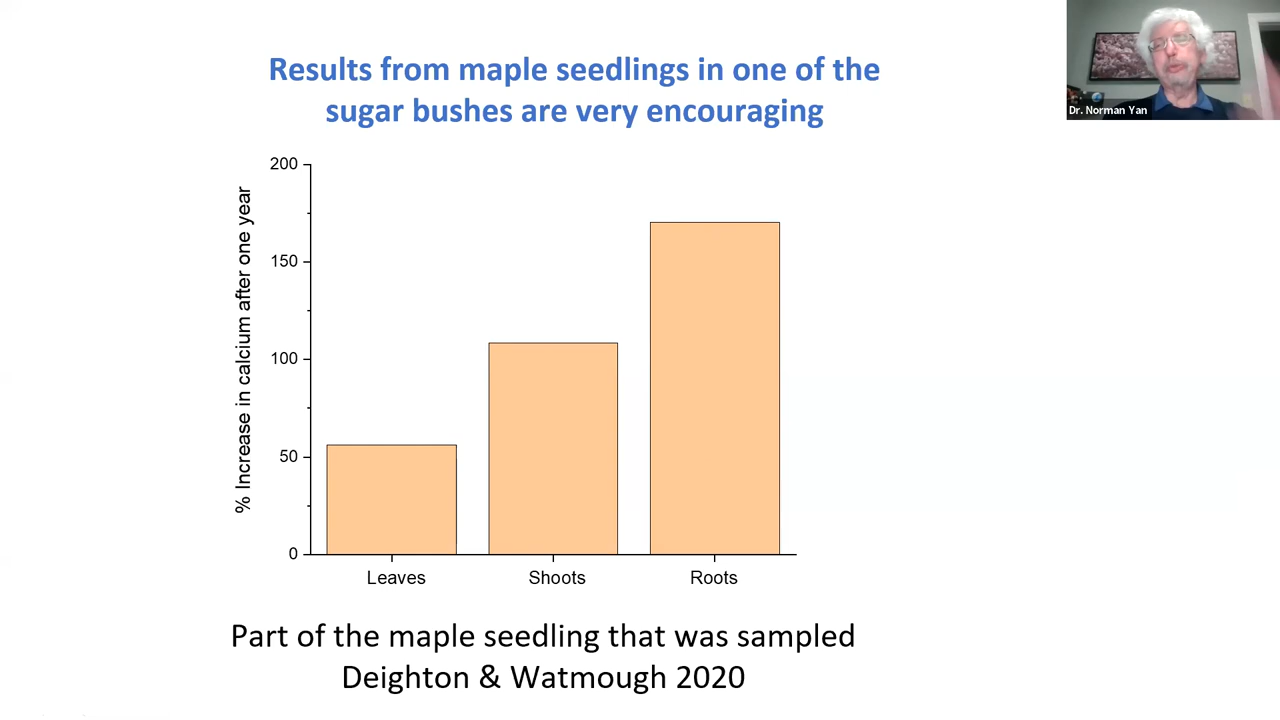 Results from maple seedlings in one of the
sugar bushes are very encouraging
Dr. Norman Yan
% Increase in calcium after one year
200
150
100
50
0
Leaves Shoots Roots
Part of the maple seedling that was sampled
Deighton & Watmough 2020